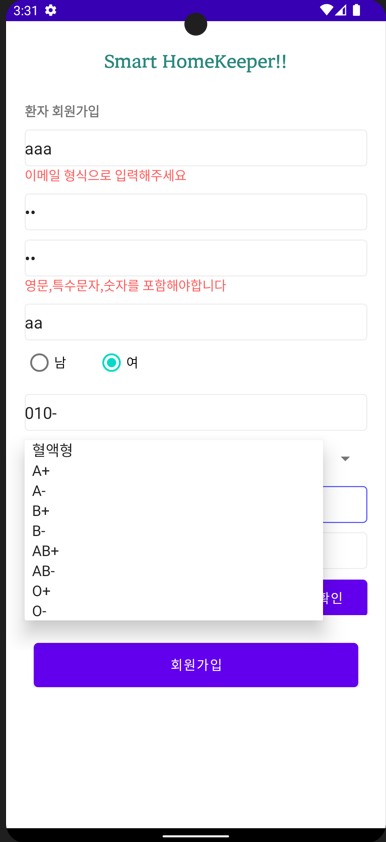 3:31
Smart HomeKeeper!!
환자 회원가입
aaa
이메일 형식으로 입력해주세요
••
••
영문,특수문자,숫자를 포함해야합니다
aa
남 여
010-
혈액형
A+
A-
B+
B-
AB+
AB-
O+
O-
확인
회원가입